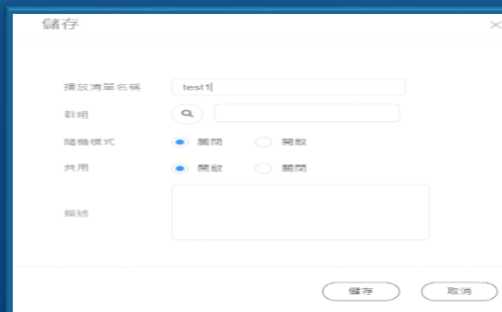 儲存
播放清單名稱 test1
群組
隨機模式 關閉 開啟
共用 開啟 關閉
描述
儲存 取消